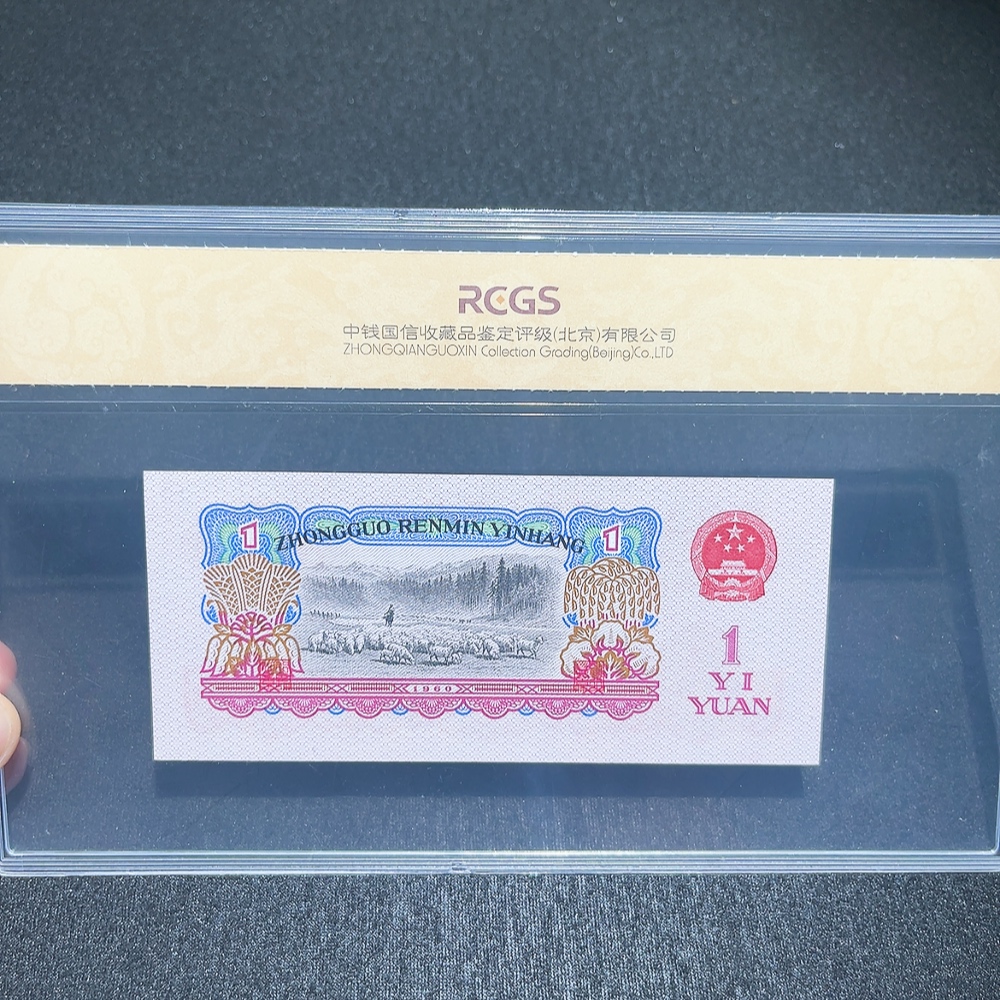 RCGS
中钱国信收藏品鉴定评级(北京)有限公司
ZHONGQIANGUOXIN Collection Grading(Beijing)Co.,LTD
ZHONGGUO RENMIN YINHANG
1
1
1960
1
YI
YUAN